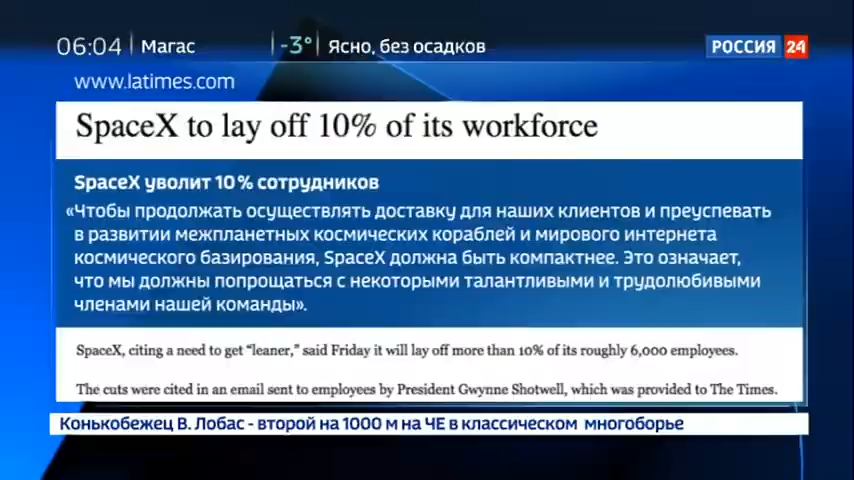 06:04 Магас -3° Ясно, без осадков РОССИЯ 24
www.latimes.com
SpaceX to lay off 10% of its workforce
SpaceX уволит 10% сотрудников
«Чтобы продолжать осуществлять доставку для наших клиентов и преуспевать
в развитии межпланетных космических кораблей и мирового интернета
космического базирования, SpaceX должна быть компактнее. Это означает,
что мы должны попрощаться с некоторыми талантливыми и трудолюбивыми
членами нашей команды».
SpaceX, citing a need to get “leaner,” said Friday it will lay off more than 10% of its roughly 6,000 employees.
The cuts were cited in an email sent to employees by President Gwynne Shotwell, which was provided to The Times.
Конькобежец В. Лобас - второй на 1000 м на ЧЕ в классическом многоборье